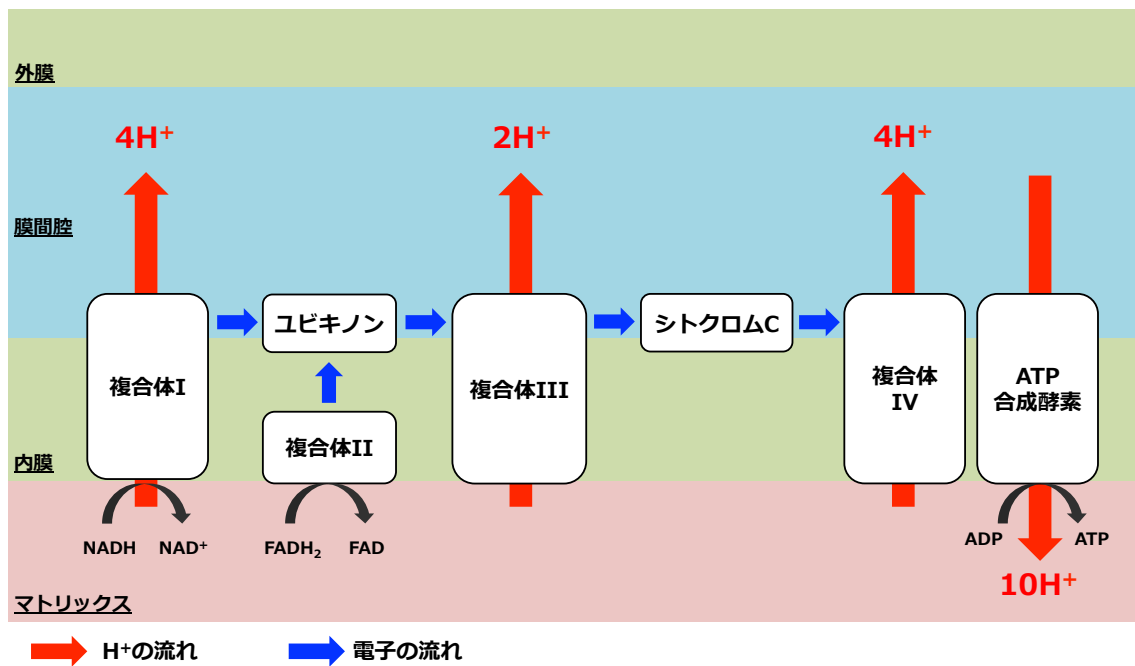 外膜
4H⁺
2H⁺
4H⁺
膜間腔
ユビキノン
シトクロムC
複合体I
複合体III
複合体
IV
ATP
合成酵素
複合体II
内膜
NADH
NAD⁺
FADH₂
FAD
ADP
ATP
10H⁺
マトリックス
H⁺の流れ
電子の流れ